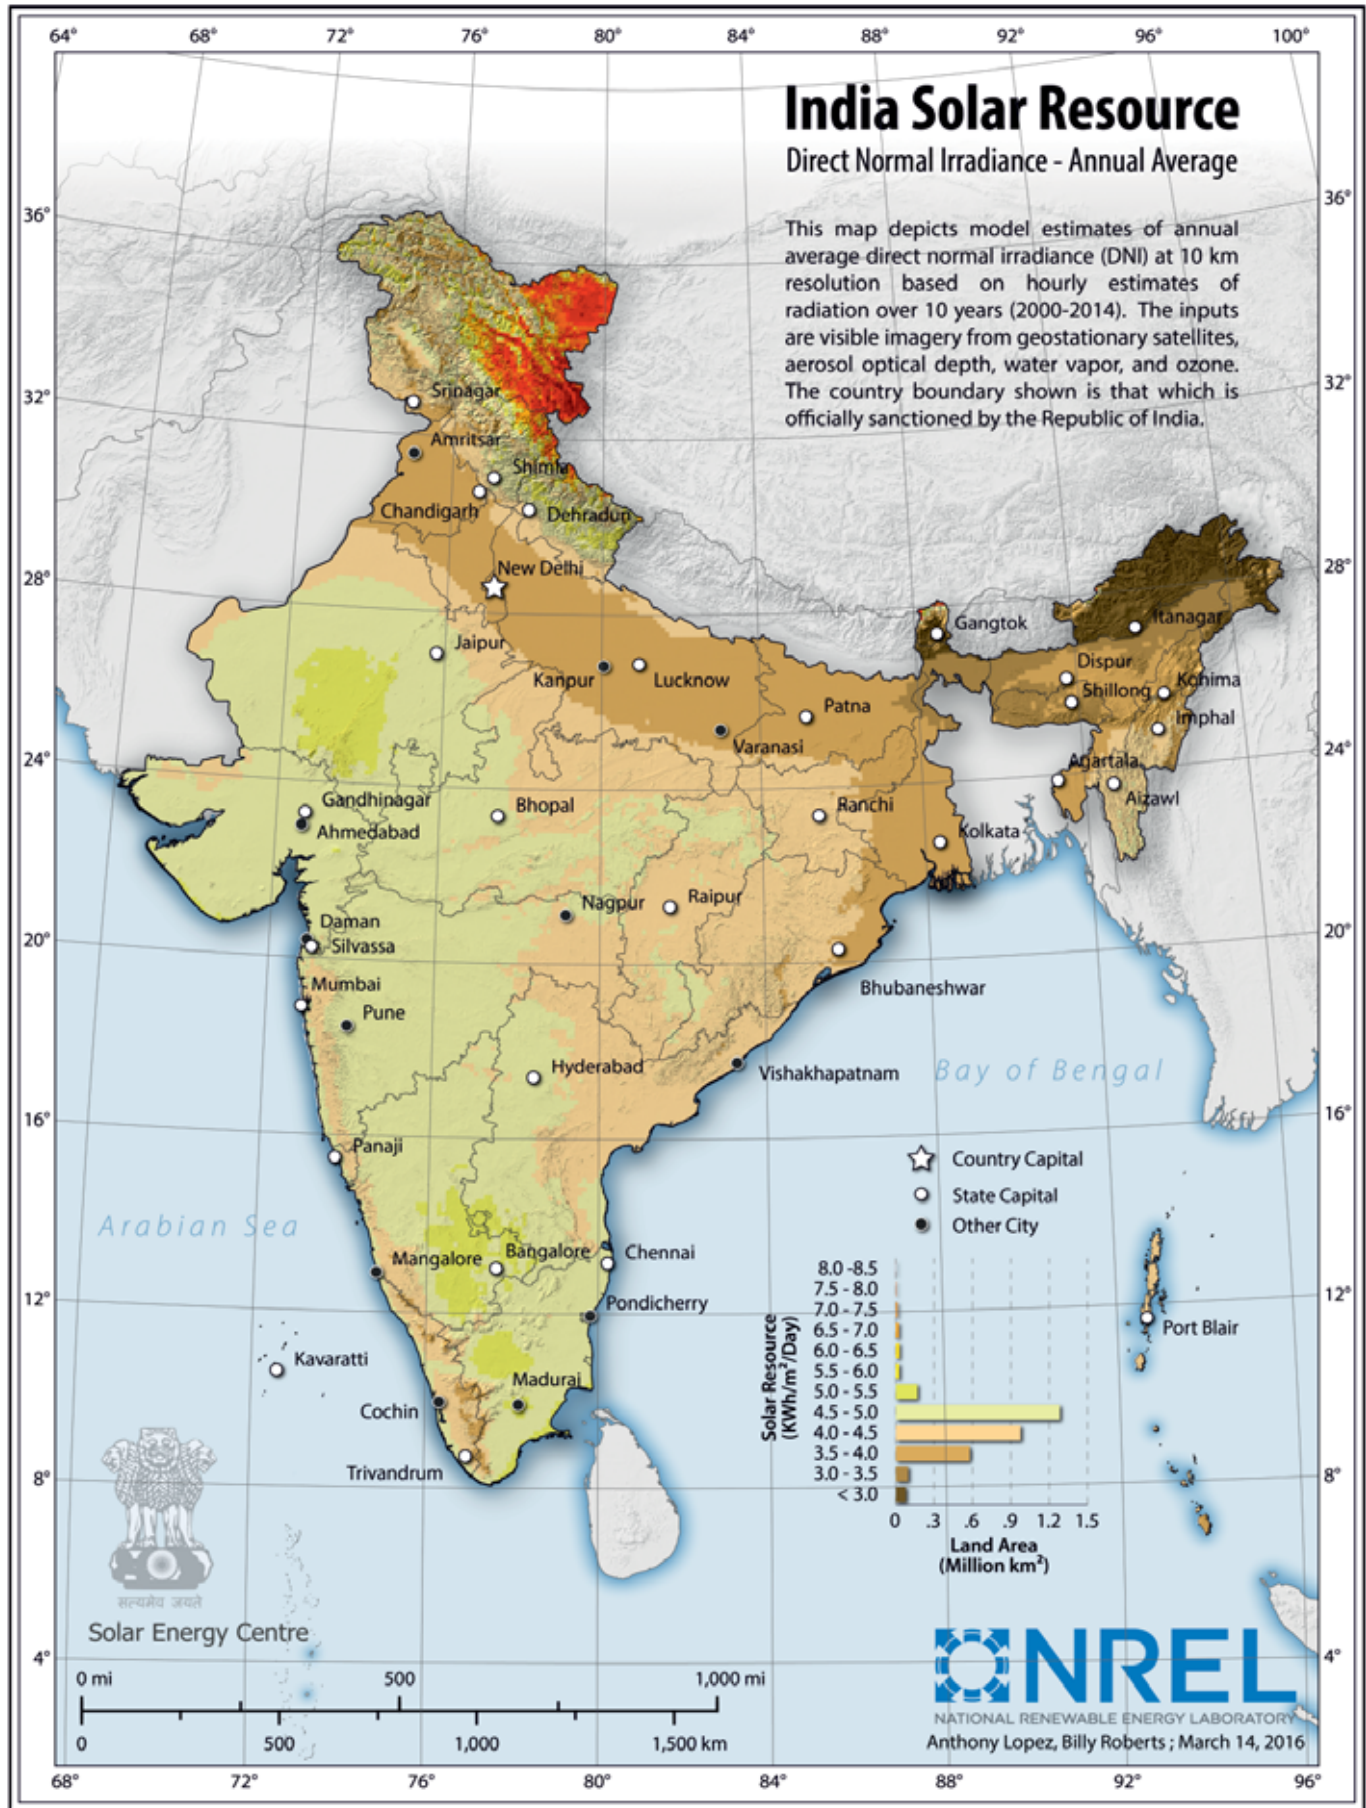 64° 68° 72° 76° 80° 84° 88° 92° 96° 100°
India Solar Resource
Direct Normal Irradiance - Annual Average
This map depicts model estimates of annual
average direct normal irradiance (DNI) at 10 km
resolution based on hourly estimates of
radiation over 10 years (2000-2014). The inputs
are visible imagery from geostationary satellites,
aerosol optical depth, water vapor, and ozone.
The country boundary shown is that which is
officially sanctioned by the Republic of India.
36° 36°
32° 32°
28° 28°
24° 24°
20° 20°
16° 16°
12° 12°
8° 8°
4° 4°
Srinagar
Amritsar
Shimla
Chandigarh
Dehradun
New Delhi
Gangtok
Itanagar
Jaipur
Kanpur
Lucknow
Dispur
Shillong
Kohima
Patna
Imphal
Varanasi
Agartala
Aizawl
Gandhinagar
Ahmedabad
Bhopal
Ranchi
Kolkata
Nagpur
Raipur
Daman
Silvassa
Mumbai
Pune
Bhubaneshwar
Hyderabad
Vishakhapatnam
Bay of Bengal
Panaji
Arabian Sea
Mangalore
Bangalore
Chennai
Pondicherry
Kavaratti
Madurai
Cochin
Trivandrum
Port Blair
Country Capital
State Capital
Other City
Solar Resource
(KWh/m²/Day)
8.0 -8.5
7.5 - 8.0
7.0 - 7.5
6.5 - 7.0
6.0 - 6.5
5.5 - 6.0
5.0 - 5.5
4.5 - 5.0
4.0 - 4.5
3.5 - 4.0
3.0 - 3.5
< 3.0
0 .3 .6 .9 1.2 1.5
Land Area
(Million km²)
सत्यमेव जयते
Solar Energy Centre
0 mi 500 1,000 mi
0 500 1,000 1,500 km
NREL
NATIONAL RENEWABLE ENERGY LABORATORY
Anthony Lopez, Billy Roberts ; March 14, 2016
68° 72° 76° 80° 84° 88° 92° 96°